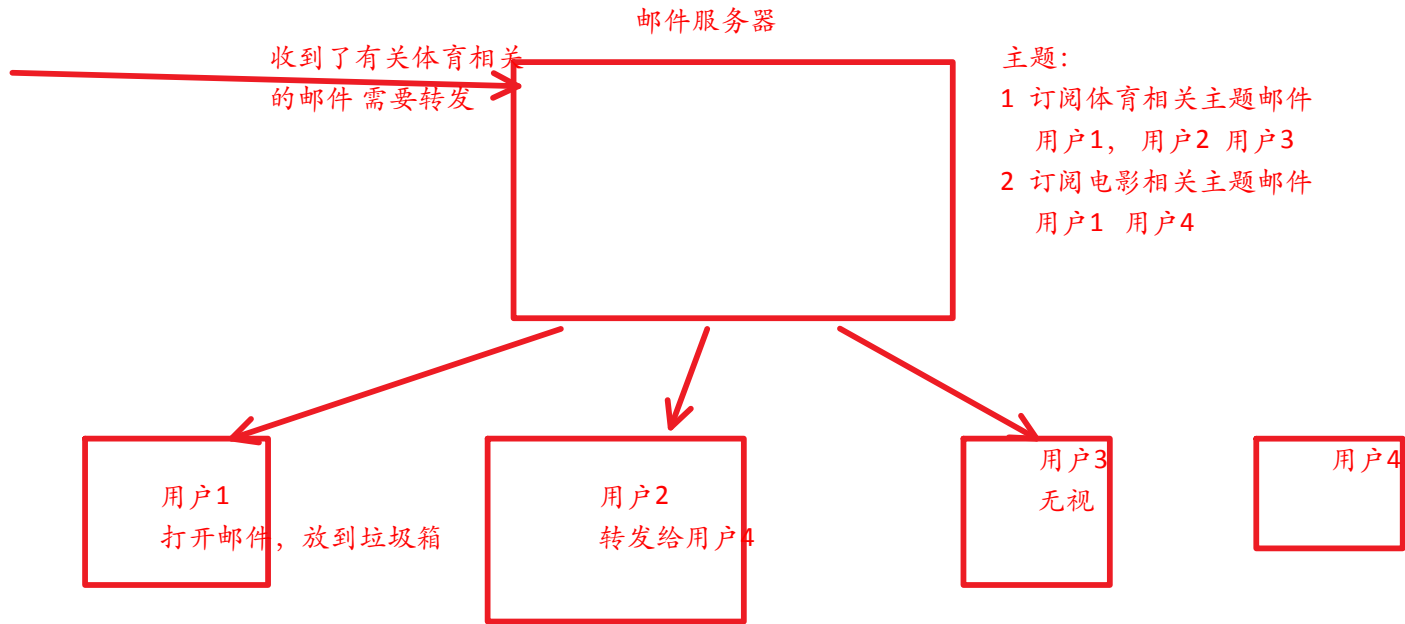 邮件服务器
收到了有关体育相关
的邮件 需要转发
主题：
1 订阅体育相关主题邮件
用户1， 用户2 用户3
2 订阅电影相关主题邮件
用户1 用户4
用户1
打开邮件，放到垃圾箱
用户2
转发给用户4
用户3
无视
用户4